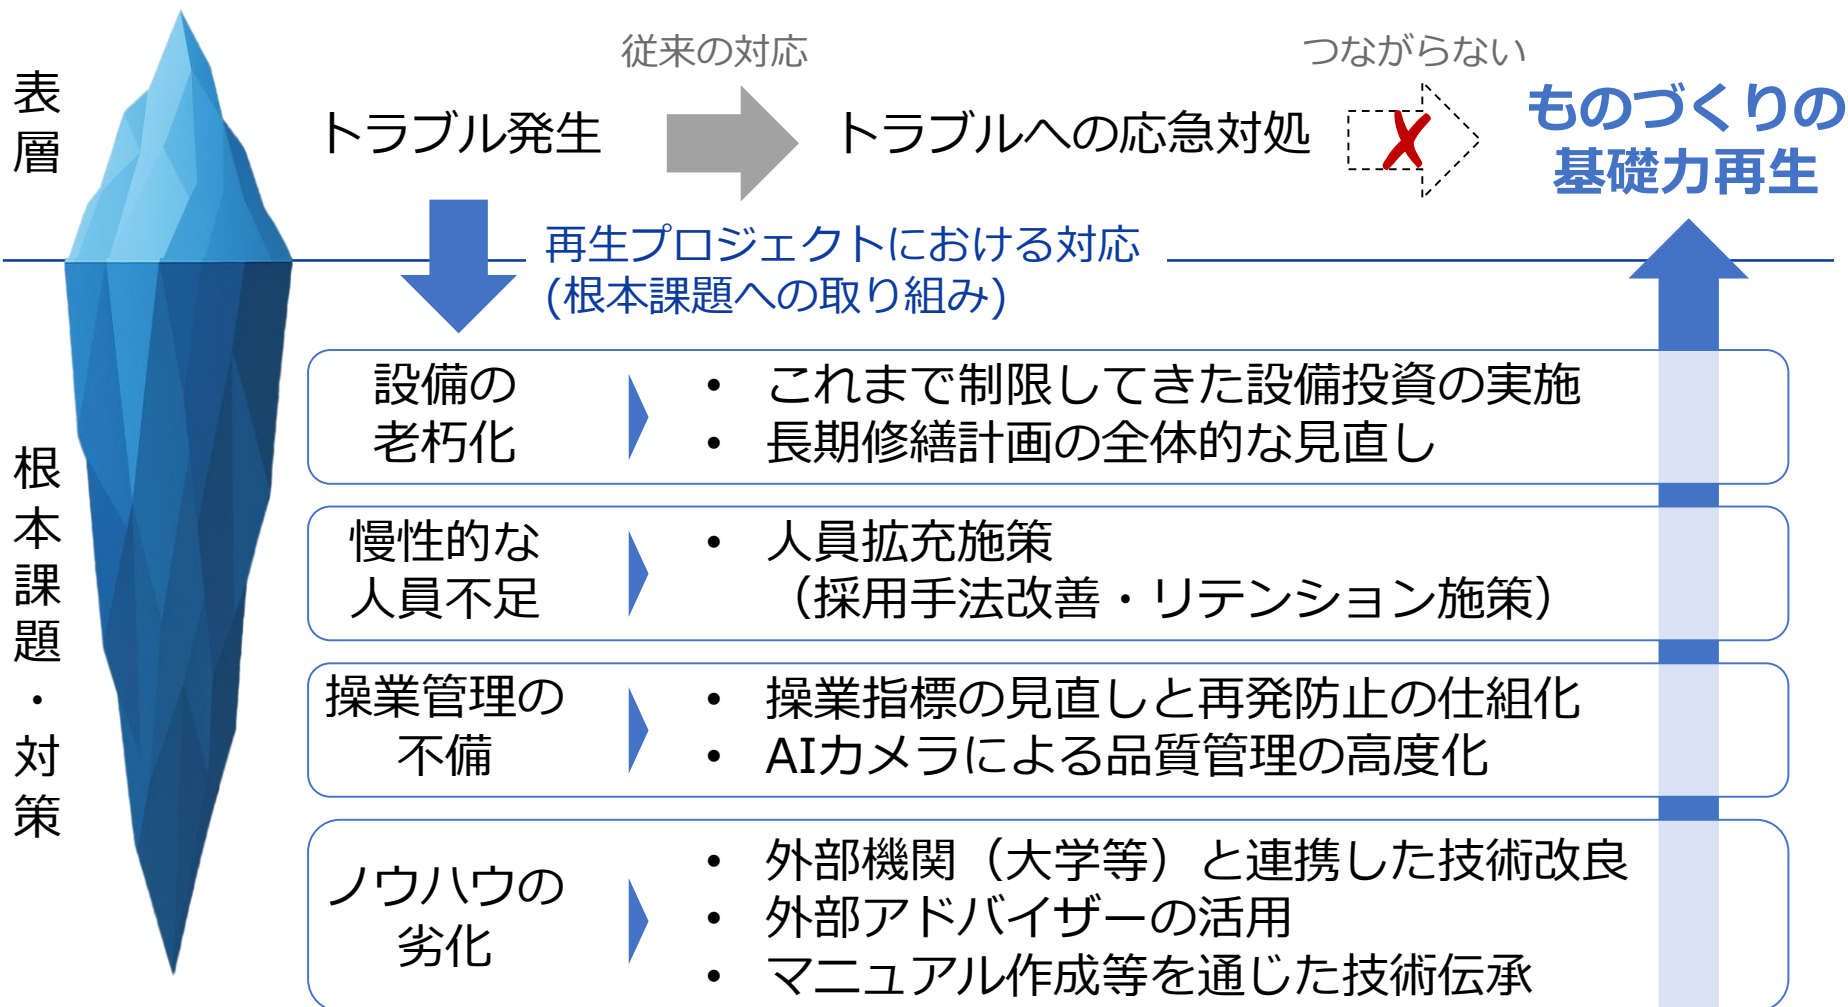 表層
従来の対応
つながらない
トラブル発生
トラブルへの応急対処
✗
ものづくりの
基礎力再生
再生プロジェクトにおける対応
(根本課題への取り組み)
根本課題・対策
設備の
老朽化
• これまで制限してきた設備投資の実施
• 長期修繕計画の全体的な見直し
慢性的な
人員不足
• 人員拡充施策
（採用手法改善・リテンション施策）
操業管理の
不備
• 操業指標の見直しと再発防止の仕組化
• AIカメラによる品質管理の高度化
ノウハウの
劣化
• 外部機関（大学等）と連携した技術改良
• 外部アドバイザーの活用
• マニュアル作成等を通じた技術伝承